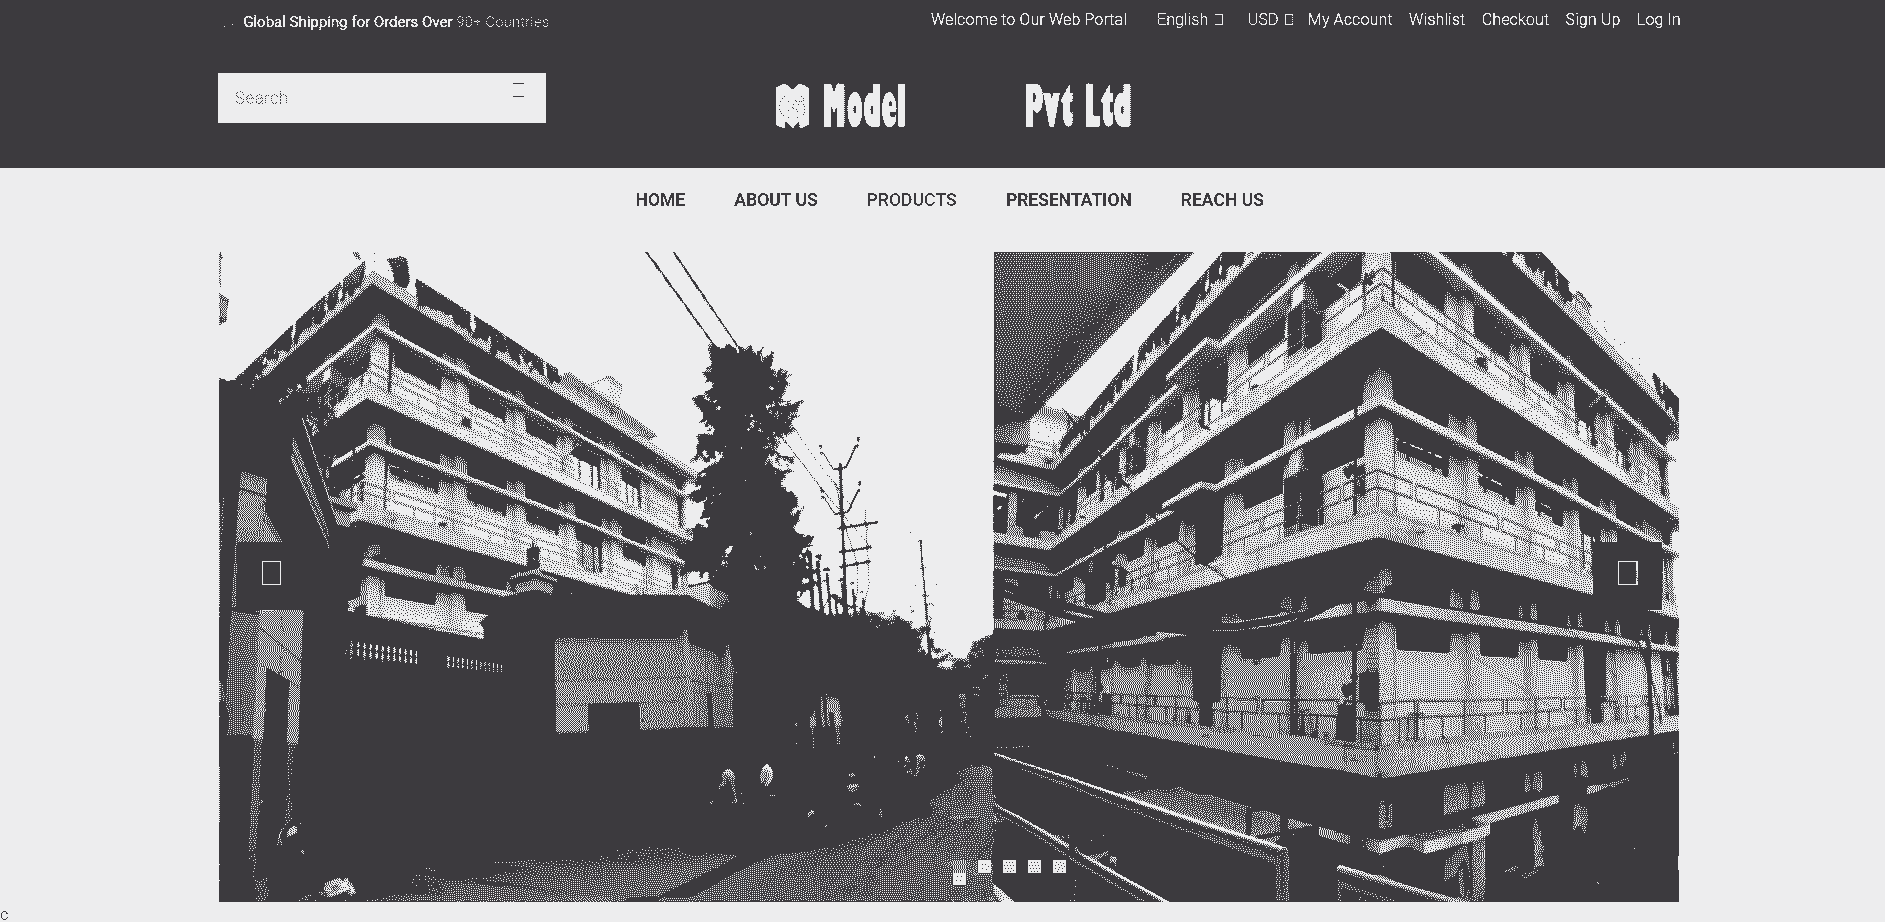 Global Shipping for Orders Over 90+ Countries
Welcome to Our Web Portal English USD My Account Wishlist Checkout Sign Up Log In
Search
Model Pvt Ltd
HOME ABOUT US PRODUCTS PRESENTATION REACH US
c